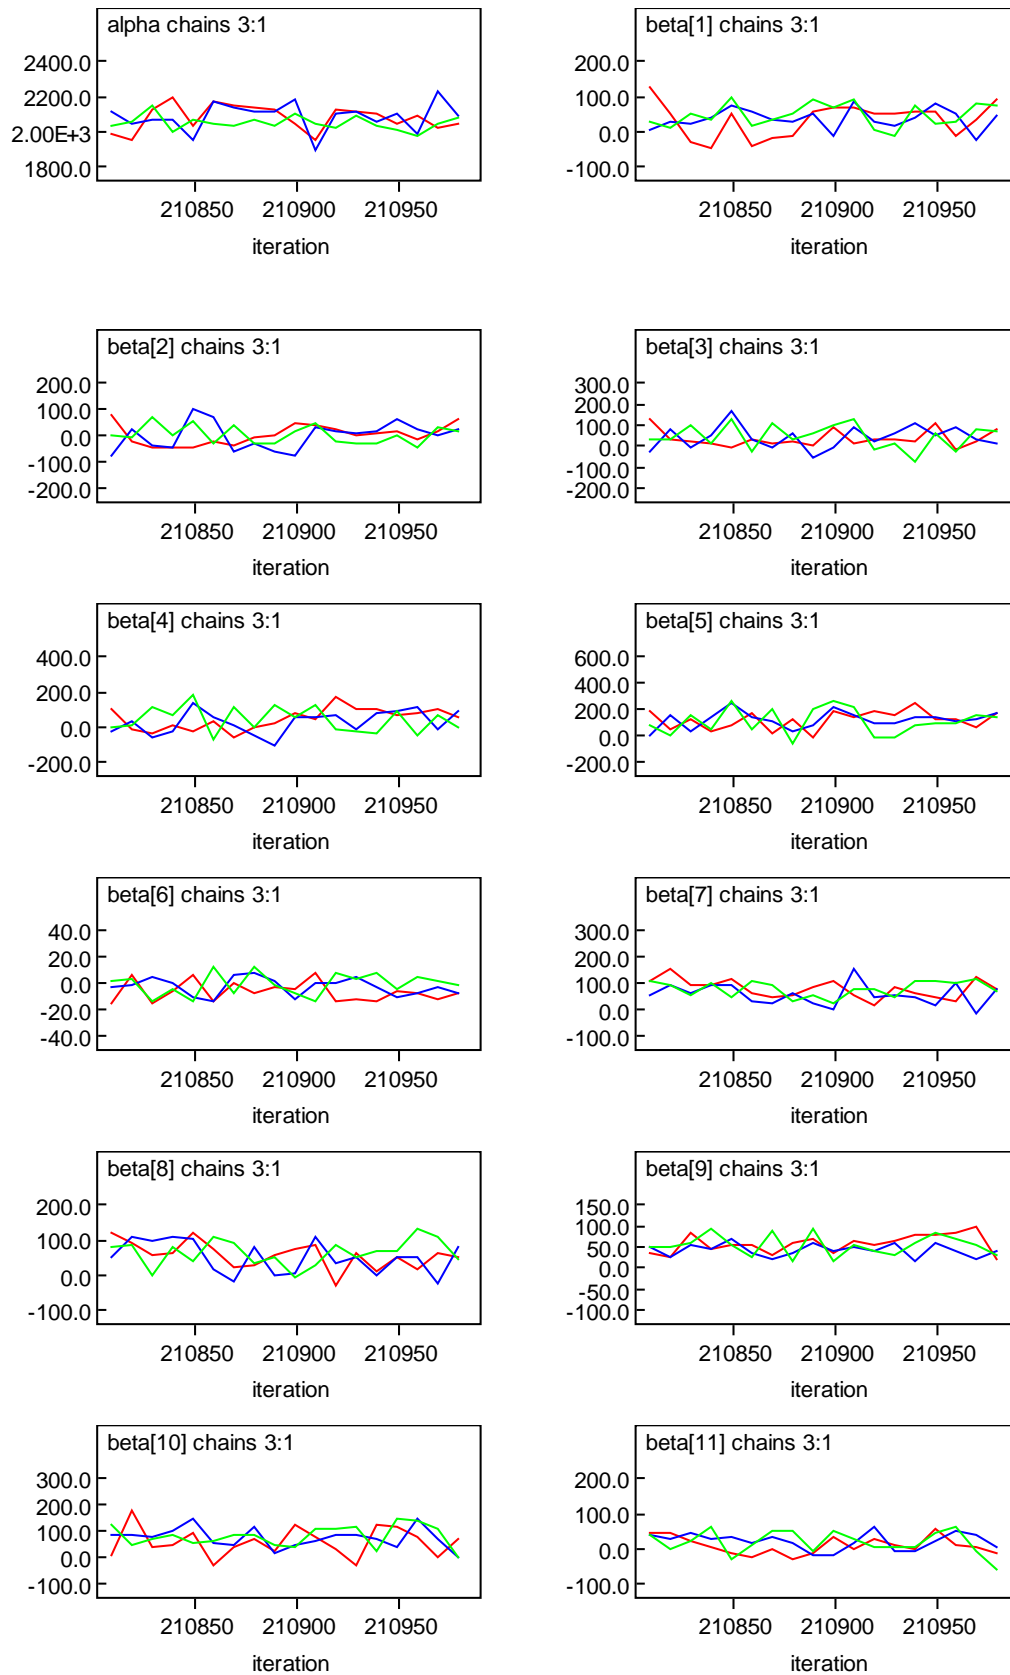 alpha chains 3:1
2400.0
2200.0
2.00E+3
1800.0
210850 210900 210950
iteration
beta[1] chains 3:1
200.0
100.0
0.0
-100.0
210850 210900 210950
iteration
beta[2] chains 3:1
200.0
100.0
0.0
-100.0
-200.0
210850 210900 210950
iteration
beta[3] chains 3:1
300.0
200.0
100.0
0.0
-100.0
-200.0
210850 210900 210950
iteration
beta[4] chains 3:1
400.0
200.0
0.0
-200.0
210850 210900 210950
iteration
beta[5] chains 3:1
600.0
400.0
200.0
0.0
-200.0
210850 210900 210950
iteration
beta[6] chains 3:1
40.0
20.0
0.0
-20.0
-40.0
210850 210900 210950
iteration
beta[7] chains 3:1
300.0
200.0
100.0
0.0
-100.0
210850 210900 210950
iteration
beta[8] chains 3:1
200.0
100.0
0.0
-100.0
210850 210900 210950
iteration
beta[9] chains 3:1
150.0
100.0
50.0
0.0
-50.0
-100.0
210850 210900 210950
iteration
beta[10] chains 3:1
300.0
200.0
100.0
0.0
-100.0
210850 210900 210950
iteration
beta[11] chains 3:1
200.0
100.0
0.0
-100.0
210850 210900 210950
iteration